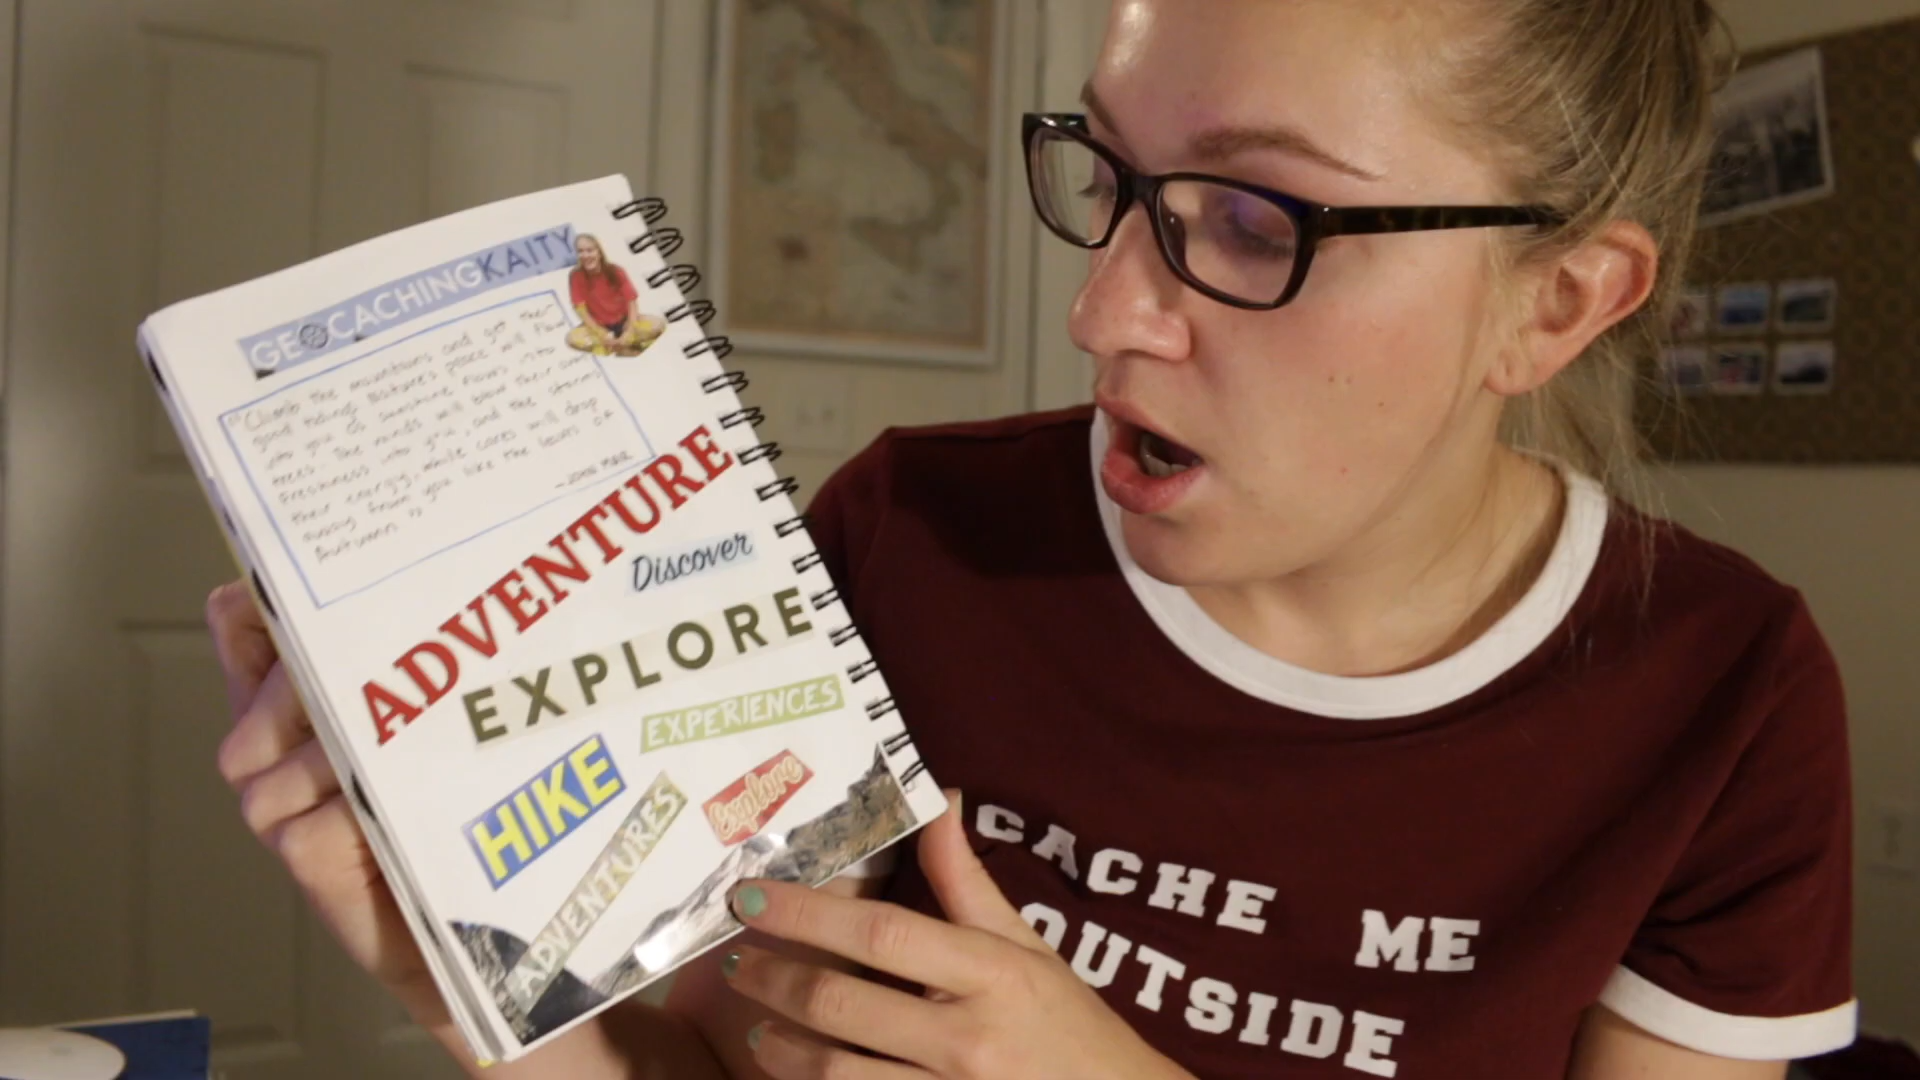 GEOCACHINGKAITY
"Climb the mountains and get their
good tidings. Nature's peace will flow
into you as sunshine flows into
trees. The winds will blow their own
freshness into you, and the storms
their energy, while cares will drop
away from you like the leaves of
Autumn"
-JOHN MUIR
ADVENTURE
Discover
EXPLORE
EXPERIENCES
HIKE
Explore
ADVENTURES
CACHE ME
OUTSIDE